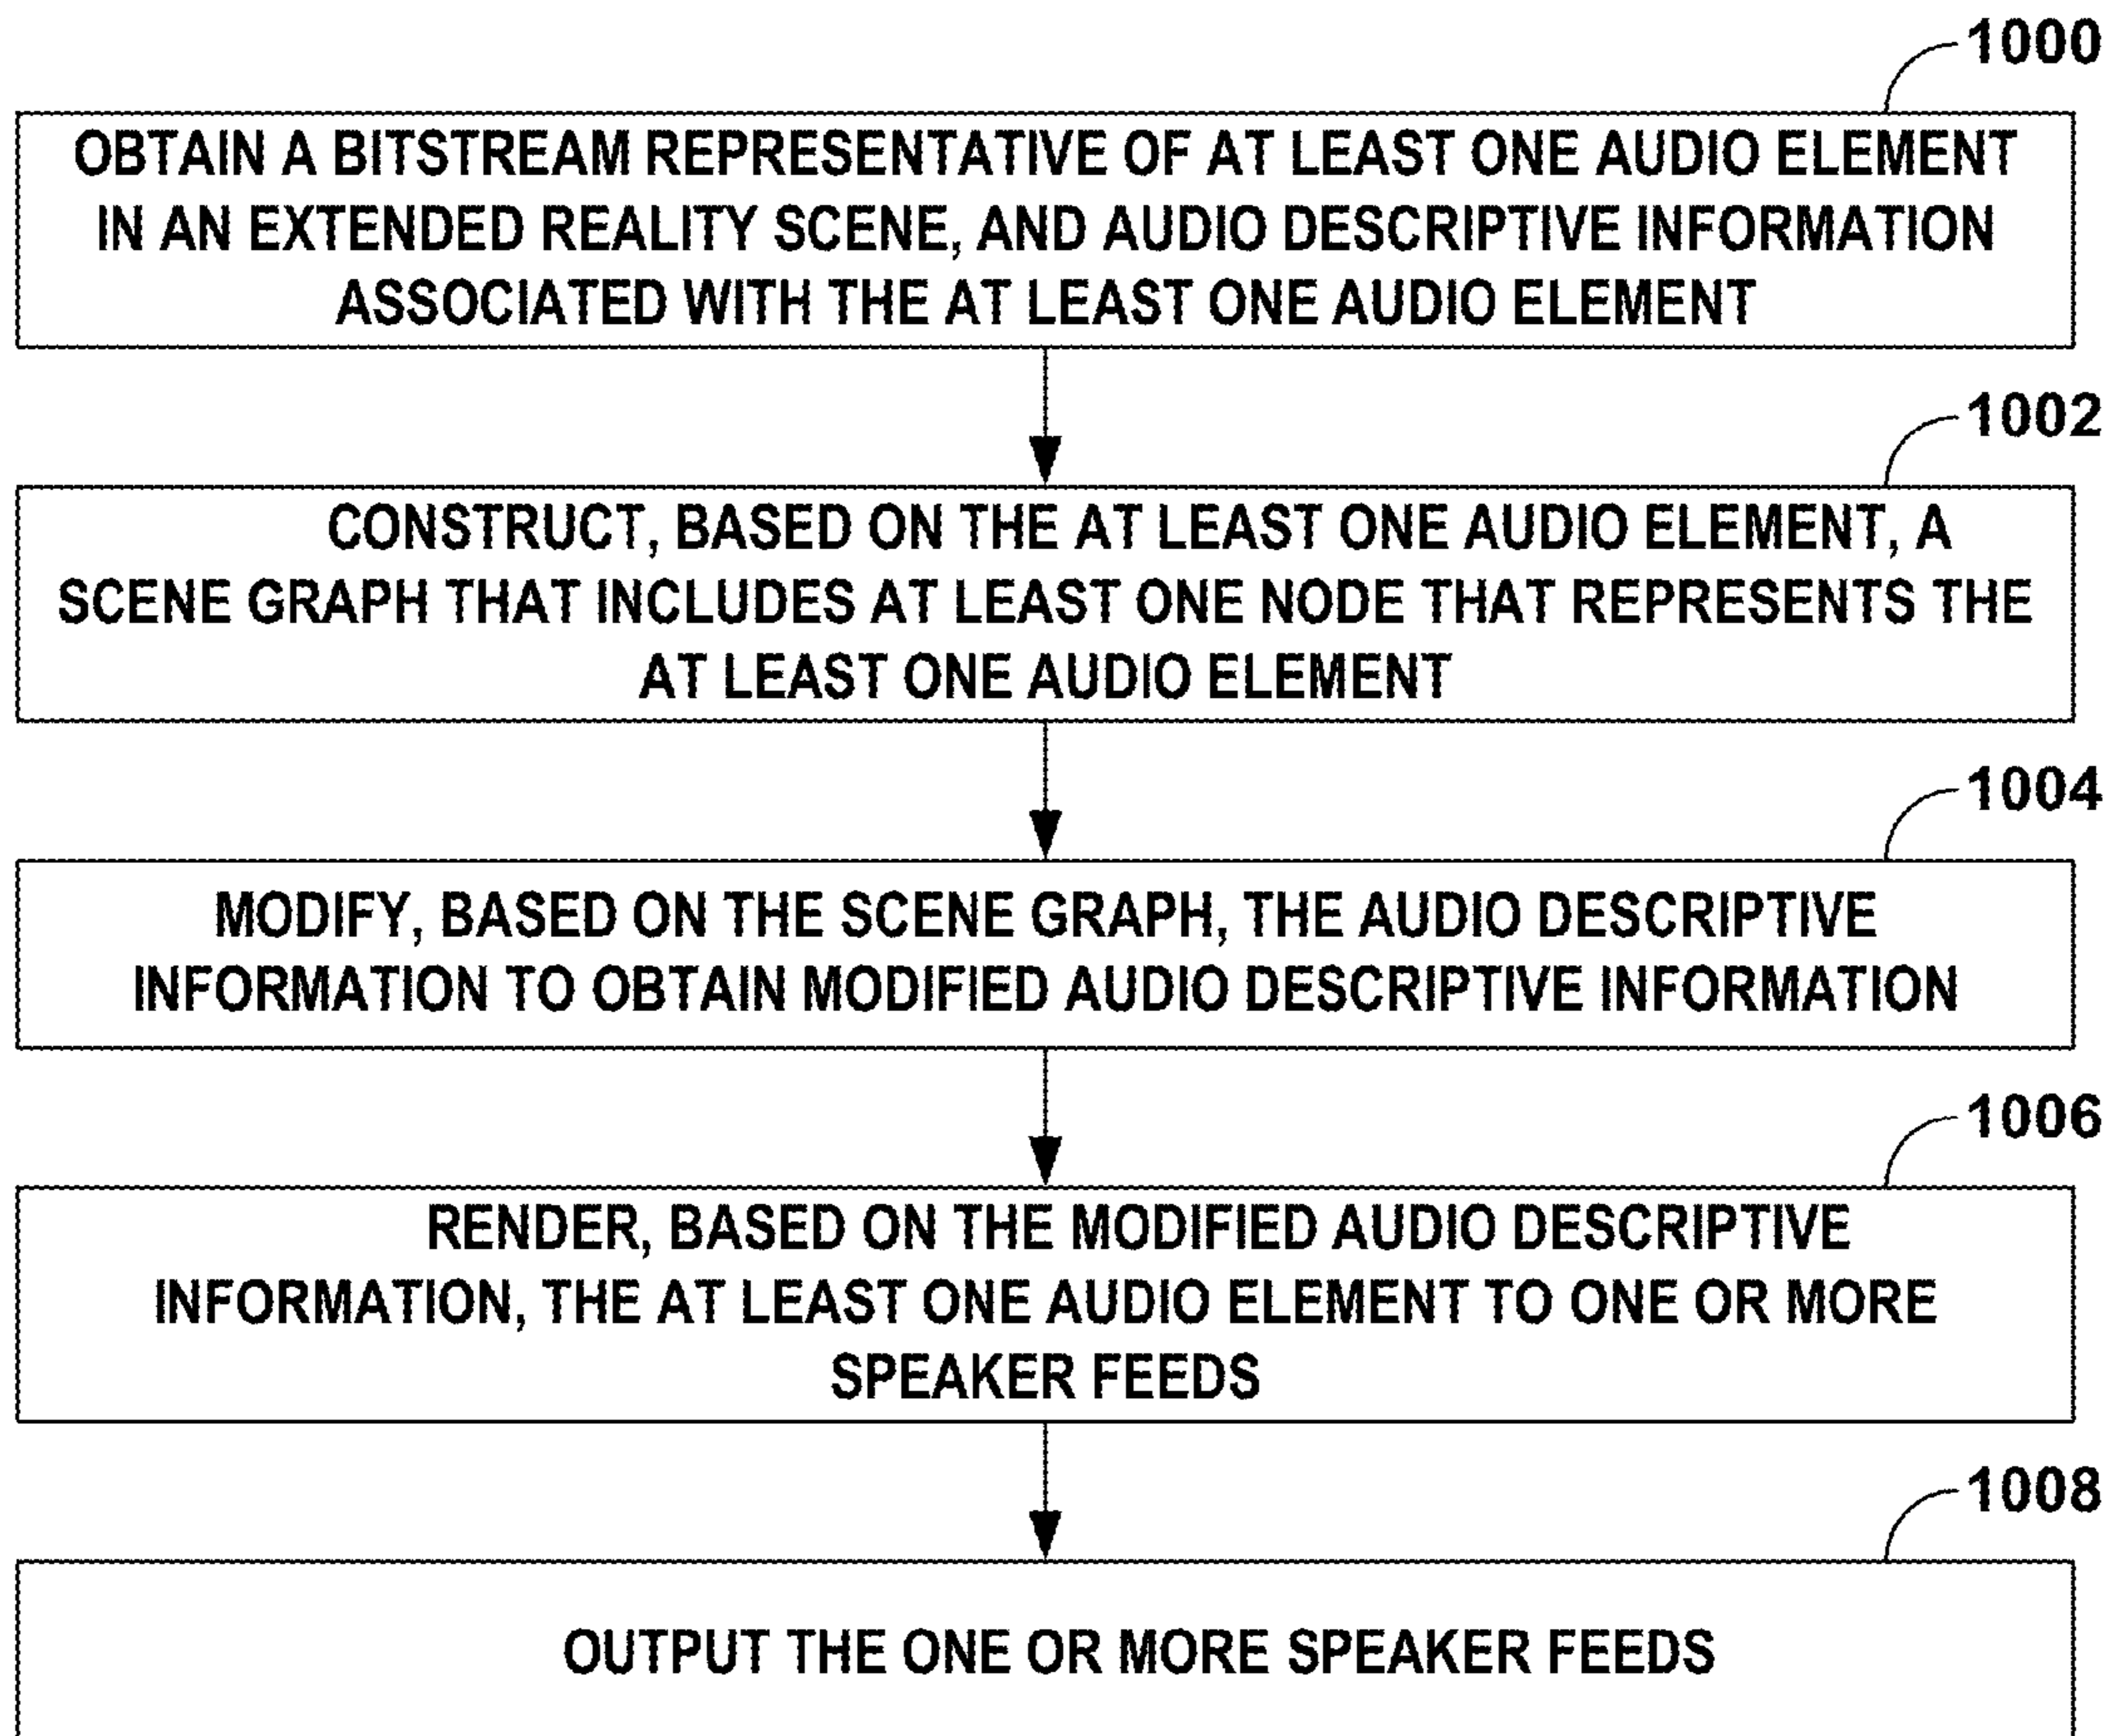 1000
OBTAIN A BITSTREAM REPRESENTATIVE OF AT LEAST ONE AUDIO ELEMENT
IN AN EXTENDED REALITY SCENE, AND AUDIO DESCRIPTIVE INFORMATION
ASSOCIATED WITH THE AT LEAST ONE AUDIO ELEMENT
1002
CONSTRUCT, BASED ON THE AT LEAST ONE AUDIO ELEMENT, A
SCENE GRAPH THAT INCLUDES AT LEAST ONE NODE THAT REPRESENTS THE
AT LEAST ONE AUDIO ELEMENT
1004
MODIFY, BASED ON THE SCENE GRAPH, THE AUDIO DESCRIPTIVE
INFORMATION TO OBTAIN MODIFIED AUDIO DESCRIPTIVE INFORMATION
1006
RENDER, BASED ON THE MODIFIED AUDIO DESCRIPTIVE
INFORMATION, THE AT LEAST ONE AUDIO ELEMENT TO ONE OR MORE
SPEAKER FEEDS
1008
OUTPUT THE ONE OR MORE SPEAKER FEEDS